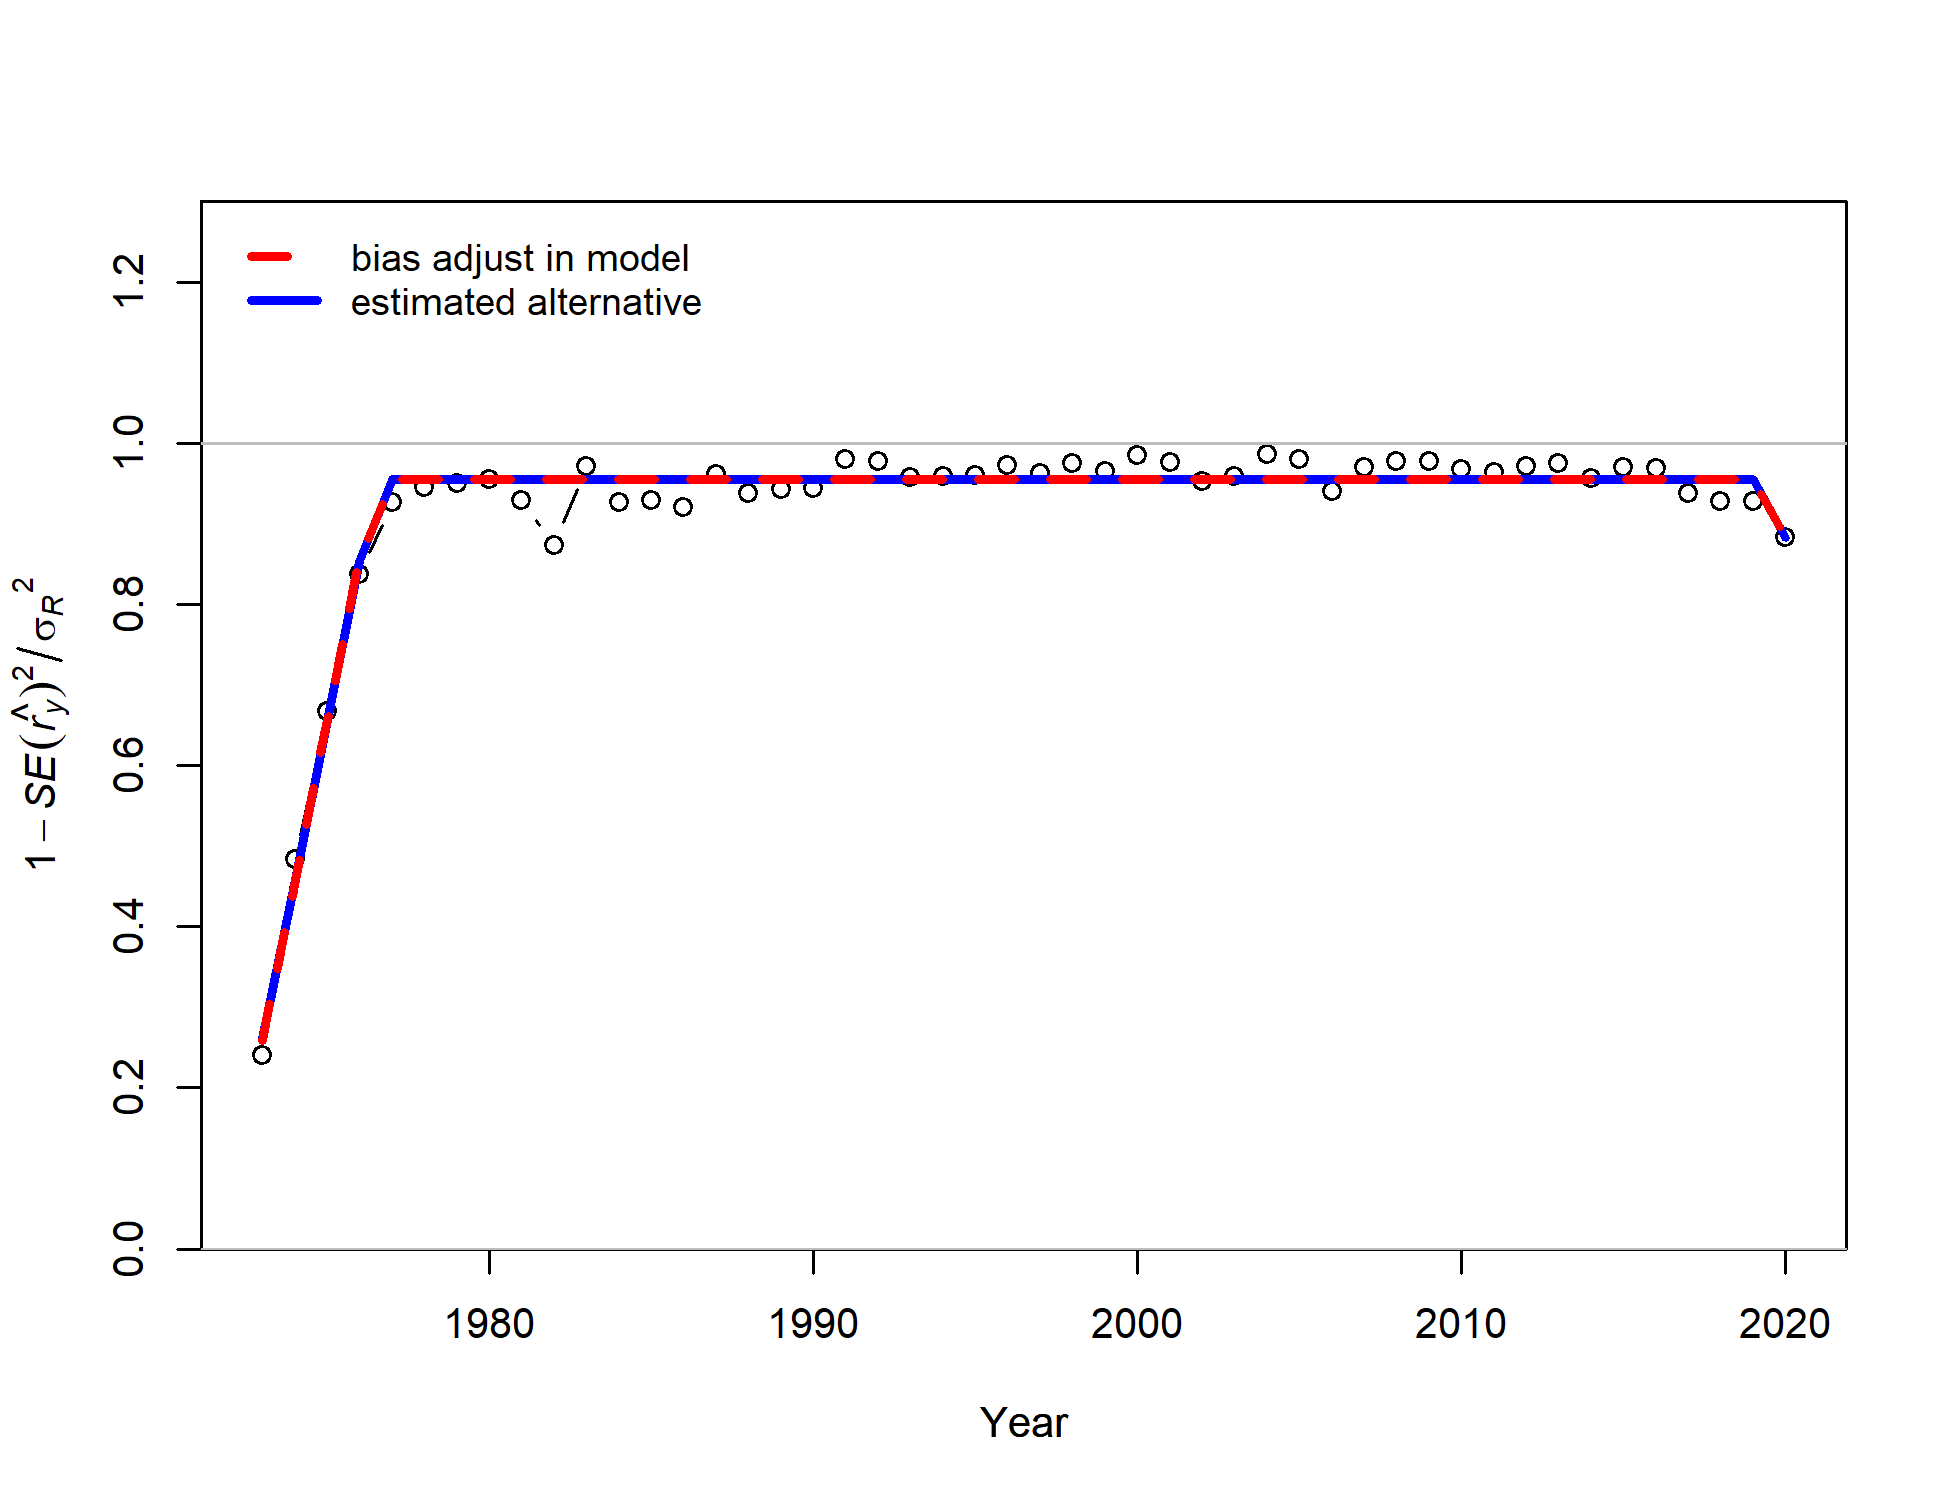 bias adjust in model
estimated alternative
1.2
1.0
0.8
0.6
0.4
0.2
0.0
1 − SE(r̂y)² / σR²
1980 1990 2000 2010 2020
Year